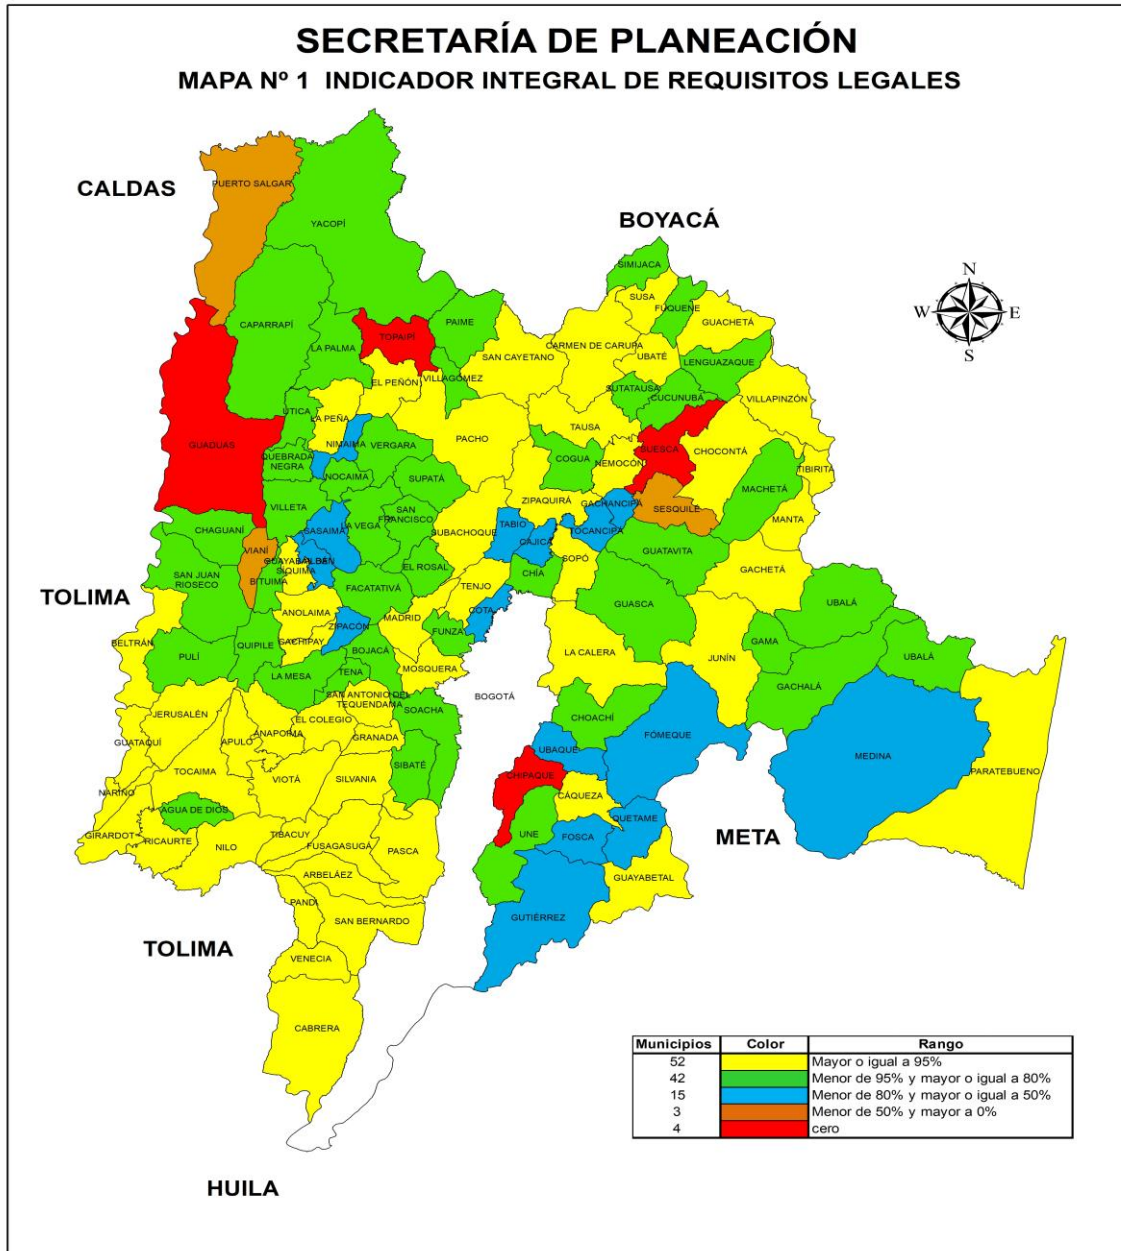 SECRETARÍA DE PLANEACIÓN
MAPA Nº 1 INDICADOR INTEGRAL DE REQUISITOS LEGALES
CALDAS
BOYACÁ
N
W
E
S
PUERTO SALGAR
YACOPÍ
SIMIJACA
SUSA
FÚQUENE
GUACHETÁ
CAPARRAPÍ
LA PALMA
TOPAIPÍ
PAIME
SAN CAYETANO
CARMEN DE CARUPA
UBATÉ
LENGUAZAQUE
EL PEÑÓN
VILLAGÓMEZ
SUTATAUSA
CUCUNUBÁ
VILLAPINZÓN
ÚTICA
LA PEÑA
TAUSA
GUADUAS
NIMAIMA
VERGARA
PACHO
SUESCA
CHOCONTÁ
QUEBRADA
NEGRA
NOCAIMA
SUPATÁ
COGUA
NEMOCÓN
TIBIRITÁ
MACHETÁ
VILLETA
SAN
FRANCISCO
ZIPAQUIRÁ
GACHANCIPÁ
SESQUILÉ
MANTA
CHAGUANÍ
SASAIMA
LA VEGA
SUBACHOQUE
TABIO
CAJICÁ
TOCANCIPÁ
VIANÍ
SOPÓ
GUATAVITA
GACHETÁ
SAN JUAN
RIOSECO
BITUIMA
SÍQUIMA
EL ROSAL
CHÍA
FACATATIVÁ
TENJO
TOLIMA
ANOLAIMA
COTA
GUASCA
UBALÁ
BELTRÁN
ZIPACÓN
MADRID
FUNZA
CACHIPAY
PULÍ
QUIPILE
BOJACÁ
MOSQUERA
LA CALERA
JUNÍN
GAMA
UBALÁ
LA MESA
TENA
GACHALÁ
BOGOTÁ
SAN ANTONIO DEL
TEQUENDAMA
SOACHA
JERUSALÉN
EL COLEGIO
CHOACHÍ
GUATAQUÍ
APULO
ANAPOIMA
GRANADA
FÓMEQUE
UBAQUE
MEDINA
TOCAIMA
VIOTÁ
SILVANIA
SIBATÉ
CHIPAQUE
PARATEBUENO
NARIÑO
CÁQUEZA
AGUA DE DIOS
QUETAME
META
GIRARDOT
RICAURTE
NILO
TIBACUY
FUSAGASUGÁ
PASCA
UNE
FOSCA
ARBELÁEZ
GUAYABETAL
PANDI
SAN BERNARDO
GUTIÉRREZ
TOLIMA
VENECIA
CABRERA
HUILA
Municipios Color Rango
52 Mayor o igual a 95%
42 Menor de 95% y mayor o igual a 80%
15 Menor de 80% y mayor o igual a 50%
3 Menor de 50% y mayor a 0%
4 cero